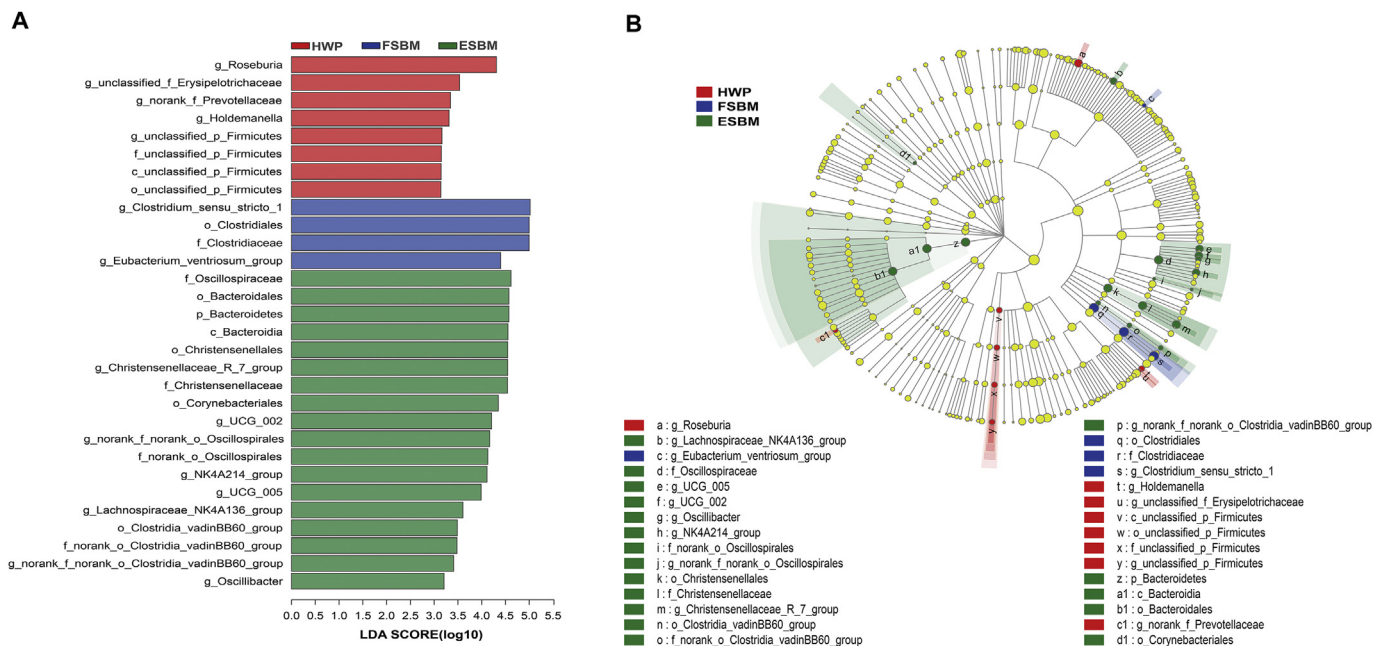 A
HWP FSBM ESBM
g_Roseburia
g_unclassified_f_Erysipelotrichaceae
g_norank_f_Prevotellaceae
g_Holdemanella
g_unclassified_p_Firmicutes
f_unclassified_p_Firmicutes
c_unclassified_p_Firmicutes
o_unclassified_p_Firmicutes
g_Clostridium_sensu_stricto_1
o_Clostridiales
f_Clostridiaceae
g_Eubacterium_ventriosum_group
f_Oscillospiraceae
o_Bacteroidales
p_Bacteroidetes
c_Bacteroidia
o_Christensenellales
g_Christensenellaceae_R_7_group
f_Christensenellaceae
o_Corynebacteriales
g_UCG_002
g_norank_f_norank_o_Oscillospirales
f_norank_o_Oscillospirales
g_NK4A214_group
g_UCG_005
g_Lachnospiraceae_NK4A136_group
o_Clostridia_vadinBB60_group
f_norank_o_Clostridia_vadinBB60_group
g_norank_f_norank_o_Clostridia_vadinBB60_group
g_Oscillibacter
0.0 0.5 1.0 1.5 2.0 2.5 3.0 3.5 4.0 4.5 5.0 5.5
LDA SCORE(log10)
B
HWP
FSBM
ESBM
a
b
c
d1
z
a1
b1
c1
d
e
f
g
h
i
j
k
l
m
n
o
p
q
r
s
t
u
v
w
x
y
a : g_Roseburia
b : g_Lachnospiraceae_NK4A136_group
c : g_Eubacterium_ventriosum_group
d : f_Oscillospiraceae
e : g_UCG_005
f : g_UCG_002
g : g_Oscillibacter
h : g_NK4A214_group
i : f_norank_o_Oscillospirales
j : g_norank_f_norank_o_Oscillospirales
k : o_Christensenellales
l : f_Christensenellaceae
m : g_Christensenellaceae_R_7_group
n : o_Clostridia_vadinBB60_group
o : f_norank_o_Clostridia_vadinBB60_group
p : g_norank_f_norank_o_Clostridia_vadinBB60_group
q : o_Clostridiales
r : f_Clostridiaceae
s : g_Clostridium_sensu_stricto_1
t : g_Holdemanella
u : g_unclassified_f_Erysipelotrichaceae
v : c_unclassified_p_Firmicutes
w : o_unclassified_p_Firmicutes
x : f_unclassified_p_Firmicutes
y : g_unclassified_p_Firmicutes
z : p_Bacteroidetes
a1 : c_Bacteroidia
b1 : o_Bacteroidales
c1 : g_norank_f_Prevotellaceae
d1 : o_Corynebacteriales